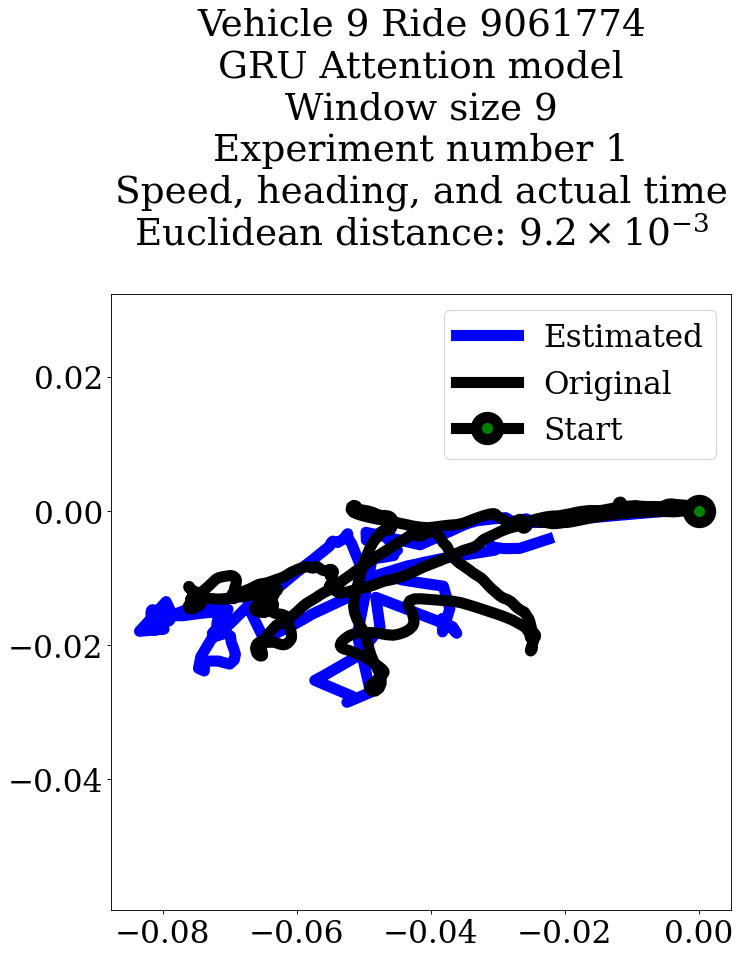 Vehicle 9 Ride 9061774
GRU Attention model
Window size 9
Experiment number 1
Speed, heading, and actual time
Euclidean distance: 9.2 × 10⁻³
Estimated
Original
Start
0.02
0.00
−0.02
−0.04
−0.08 −0.06 −0.04 −0.02 0.00